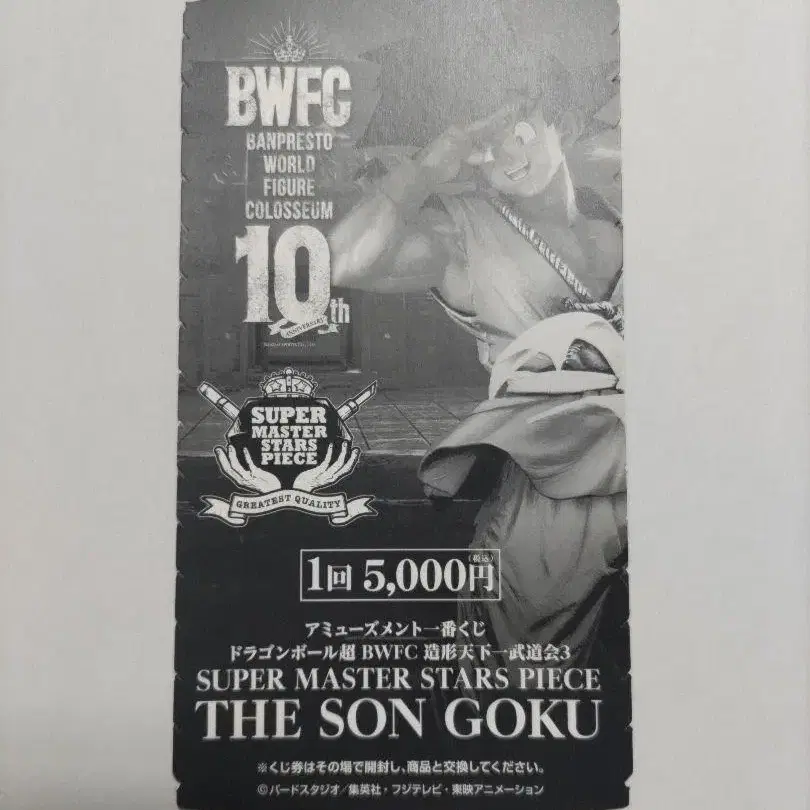 BWFC
BANPRESTO
WORLD
FIGURE
COLOSSEUM
10th
ANNIVERSARY
SUPER
MASTER
STARS
PIECE
GREATEST QUALITY
1回 5,000円(税込)
アミューズメント一番くじ
ドラゴンボール超 BWFC 造形天下一武道会3
SUPER MASTER STARS PIECE
THE SON GOKU
※くじ券はその場で開封し、商品と交換してください。
©バードスタジオ/集英社・フジテレビ・東映アニメーション